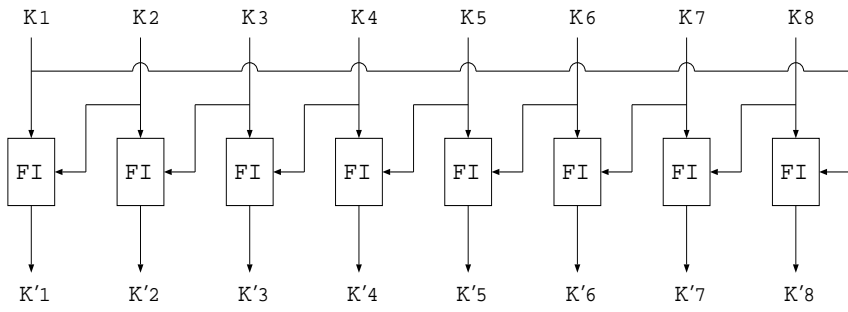 K1 K2 K3 K4 K5 K6 K7 K8
FI FI FI FI FI FI FI FI
K'1 K'2 K'3 K'4 K'5 K'6 K'7 K'8